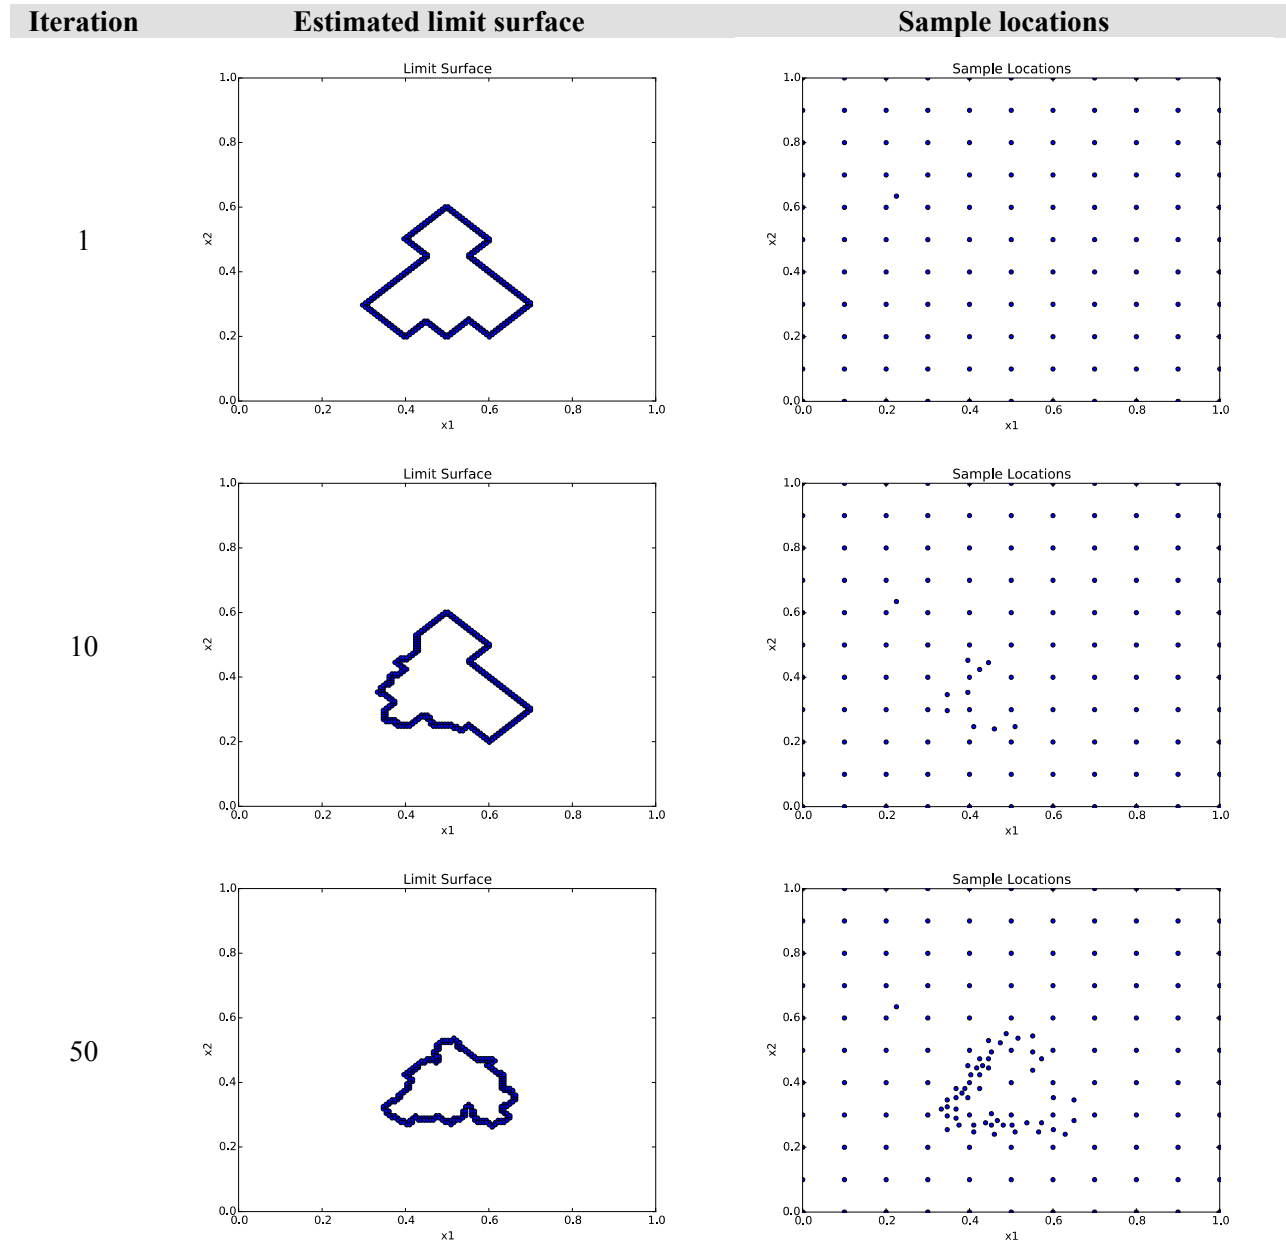 Iteration Estimated limit surface Sample locations
Limit Surface Sample Locations
1.0 1.0
0.8 0.8
0.6 0.6
1 x2 x2
0.4 0.4
0.2 0.2
0.0 0.0
0.0 0.2 0.4 0.6 0.8 1.0 0.0 0.2 0.4 0.6 0.8 1.0
x1 x1
Limit Surface Sample Locations
1.0 1.0
0.8 0.8
0.6 0.6
10 x2 x2
0.4 0.4
0.2 0.2
0.0 0.0
0.0 0.2 0.4 0.6 0.8 1.0 0.0 0.2 0.4 0.6 0.8 1.0
x1 x1
Limit Surface Sample Locations
1.0 1.0
0.8 0.8
0.6 0.6
50 x2 x2
0.4 0.4
0.2 0.2
0.0 0.0
0.0 0.2 0.4 0.6 0.8 1.0 0.0 0.2 0.4 0.6 0.8 1.0
x1 x1